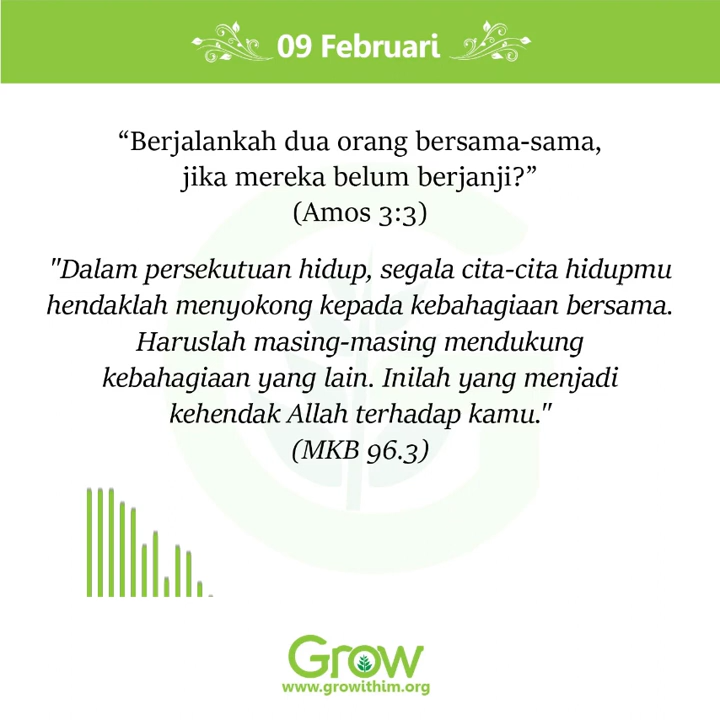 09 Februari
“Berjalankah dua orang bersama-sama,
jika mereka belum berjanji?”
(Amos 3:3)
"Dalam persekutuan hidup, segala cita-cita hidupmu
hendaklah menyokong kepada kebahagiaan bersama.
Haruslah masing-masing mendukung
kebahagiaan yang lain. Inilah yang menjadi
kehendak Allah terhadap kamu."
(MKB 96.3)
Grow
www.growithim.org